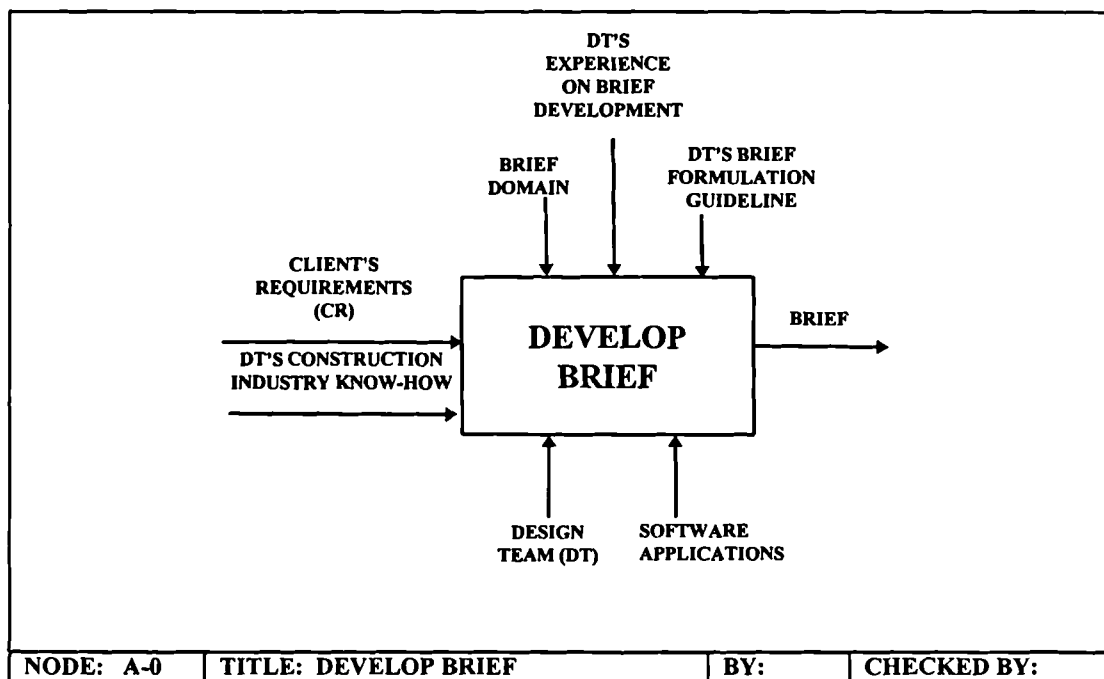 DT'S
EXPERIENCE
ON BRIEF
DEVELOPMENT
BRIEF
DOMAIN
DT'S BRIEF
FORMULATION
GUIDELINE
CLIENT'S
REQUIREMENTS
(CR)
DT'S CONSTRUCTION
INDUSTRY KNOW-HOW
DEVELOP
BRIEF
BRIEF
DESIGN
TEAM (DT)
SOFTWARE
APPLICATIONS
NODE: A-0
TITLE: DEVELOP BRIEF
BY:
CHECKED BY: